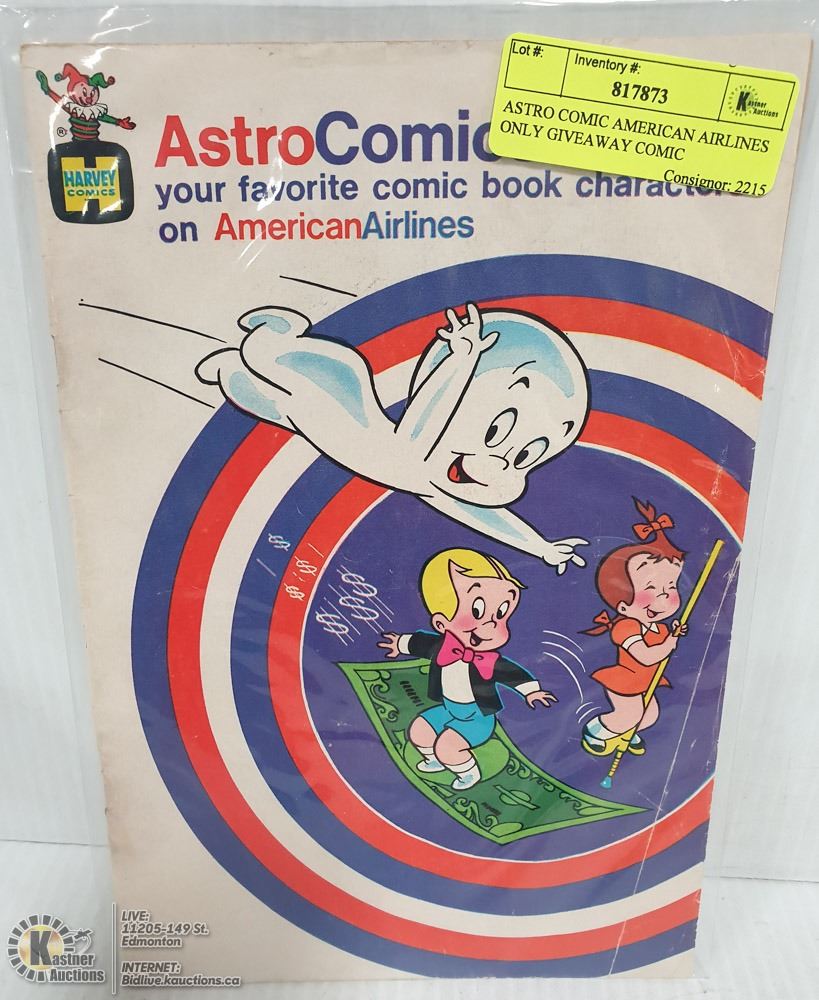 Lot #:
Inventory #:
817873
Kastner
Auctions
ASTRO COMIC AMERICAN AIRLINES
ONLY GIVEAWAY COMIC
Consignor: 2215
®
HARVEY
COMICS
H
AstroComic
your favorite comic book character
on AmericanAirlines
$ $ $ $
$ $ $ $
LIVE:
11205-149 St.
Edmonton
Kastner
Auctions
INTERNET:
Bidlive.kauctions.ca